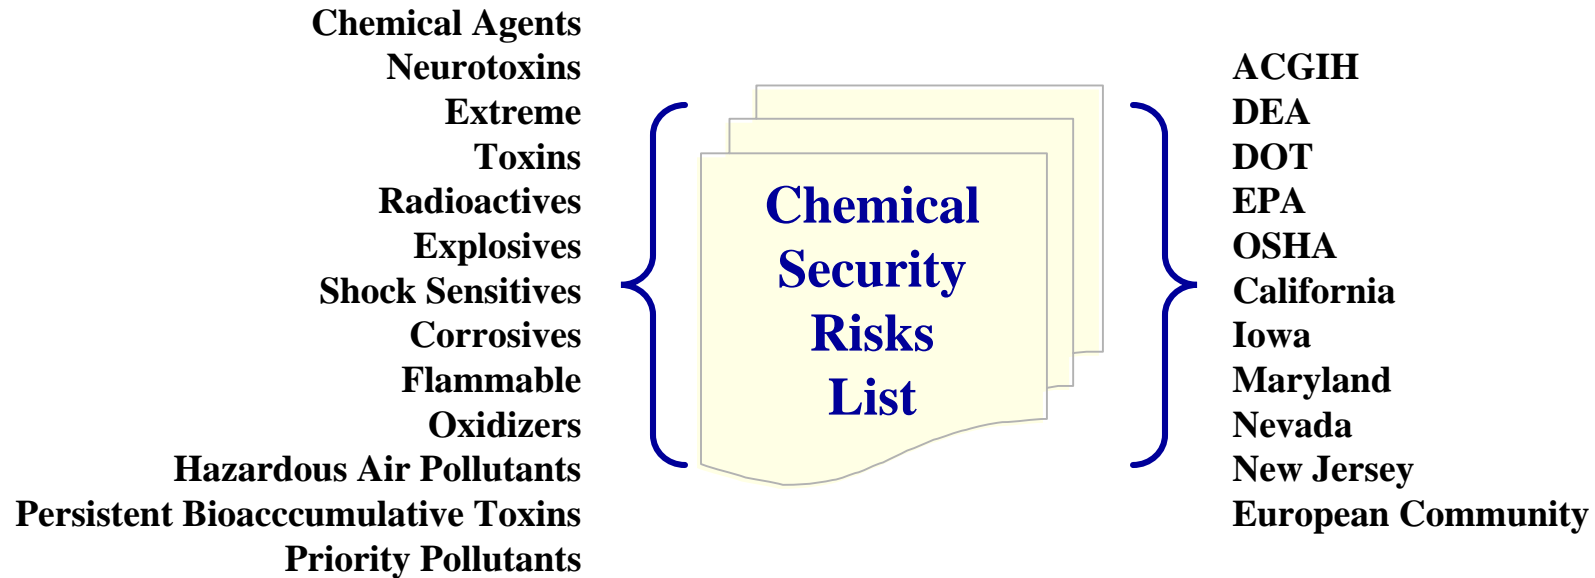 Chemical Agents
Neurotoxins
Extreme
Toxins
Radioactives
Explosives
Shock Sensitives
Corrosives
Flammable
Oxidizers
Hazardous Air Pollutants
Persistent Bioacccumulative Toxins
Priority Pollutants
Chemical
Security
Risks
List
ACGIH
DEA
DOT
EPA
OSHA
California
Iowa
Maryland
Nevada
New Jersey
European Community